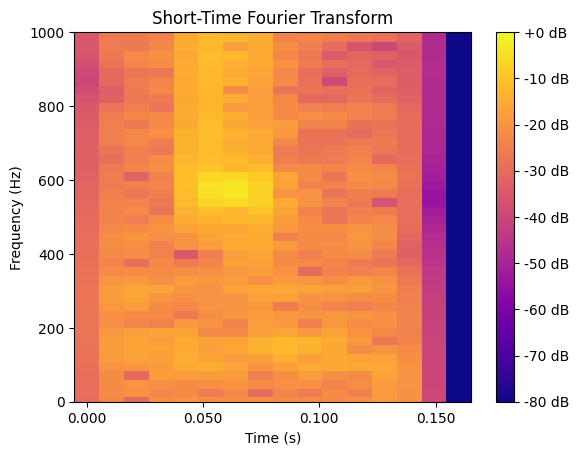 Short-Time Fourier Transform
1000
800
600
400
200
0
Frequency (Hz)
0.000
0.050
0.100
0.150
Time (s)
+0 dB
-10 dB
-20 dB
-30 dB
-40 dB
-50 dB
-60 dB
-70 dB
-80 dB